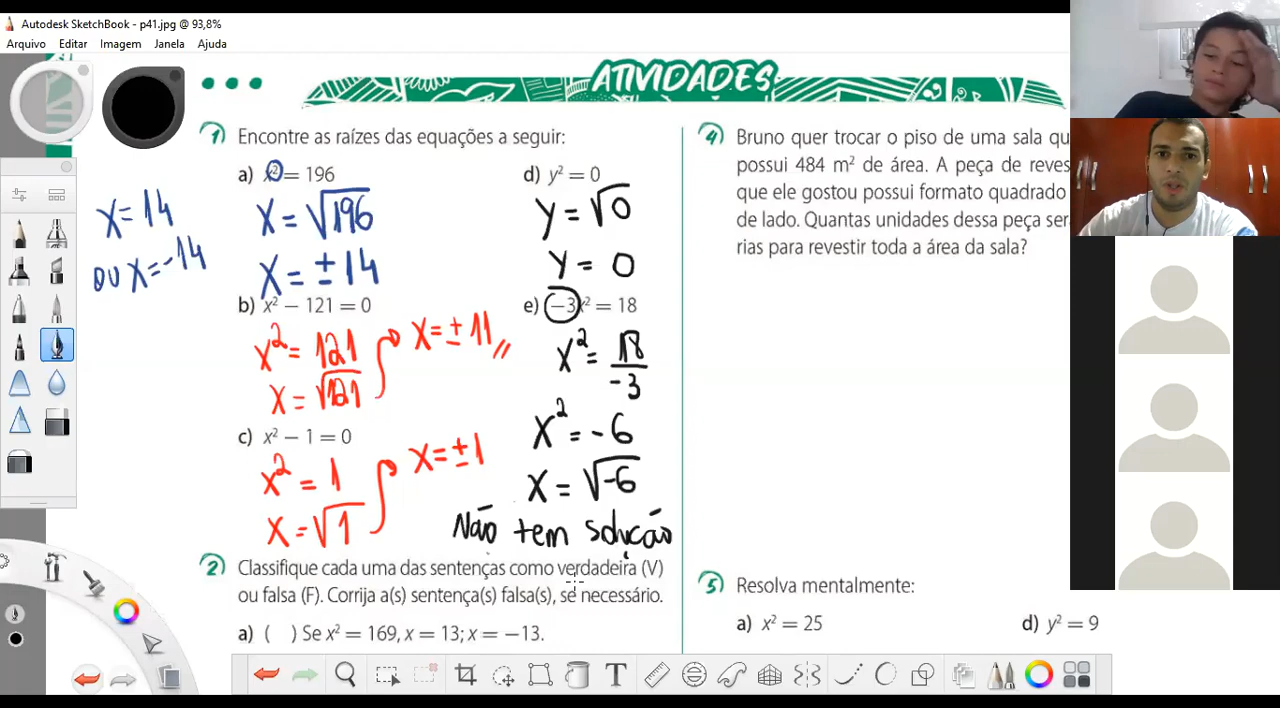 Autodesk SketchBook - p41.jpg @ 93,8%
Arquivo Editar Imagem Janela Ajuda
ATIVIDADES
1 Encontre as raízes das equações a seguir:
a) x² = 196
x = √196
x = ± 14
x = 14
ou x = -14
b) x² − 121 = 0
x² = 121
x = √121
x = ± 11
c) x² − 1 = 0
x² = 1
x = √1
x = ± 1
d) y² = 0
y = √0
y = 0
e) −3x² = 18
x² = 18/-3
x² = -6
x = √-6
Não tem solução
2 Classifique cada uma das sentenças como verdadeira (V)
ou falsa (F). Corrija a(s) sentença(s) falsa(s), se necessário.
a) ( ) Se x² = 169, x = 13; x = −13.
4 Bruno quer trocar o piso de uma sala qu
possui 484 m² de área. A peça de reves
que ele gostou possui formato quadrado
de lado. Quantas unidades dessa peça ser
rias para revestir toda a área da sala?
5 Resolva mentalmente:
a) x² = 25
d) y² = 9